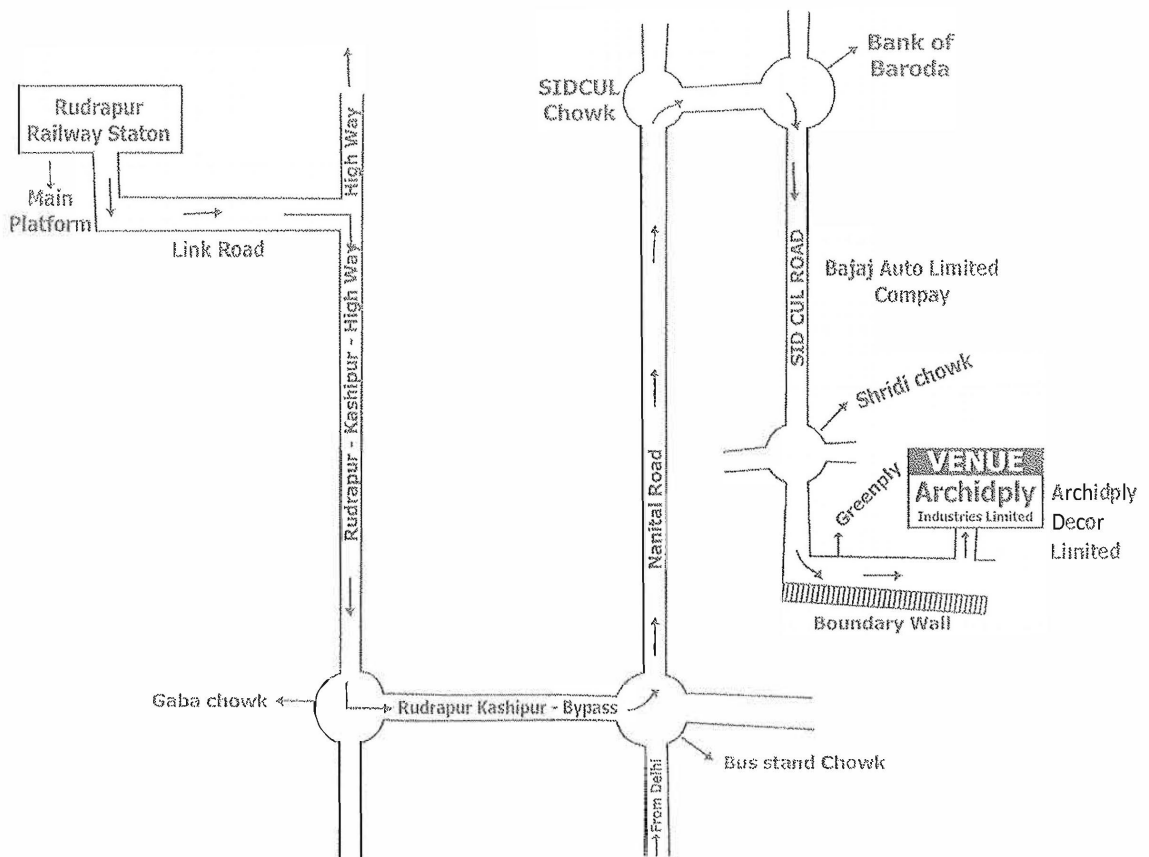 Rudrapur
Railway Staton
Main
Platform
Link Road
High Way
Rudrapur - Kashipur - High Way
Gaba chowk
Rudrapur Kashipur - Bypass
Bus stand Chowk
From Delhi
Nanital Road
SIDCUL
Chowk
Bank of
Baroda
SID CUL ROAD
Bajaj Auto Limited
Compay
Shridi chowk
Greenply
VENUE
Archidply
Industries Limited
Archidply
Decor
Limited
Boundary Wall